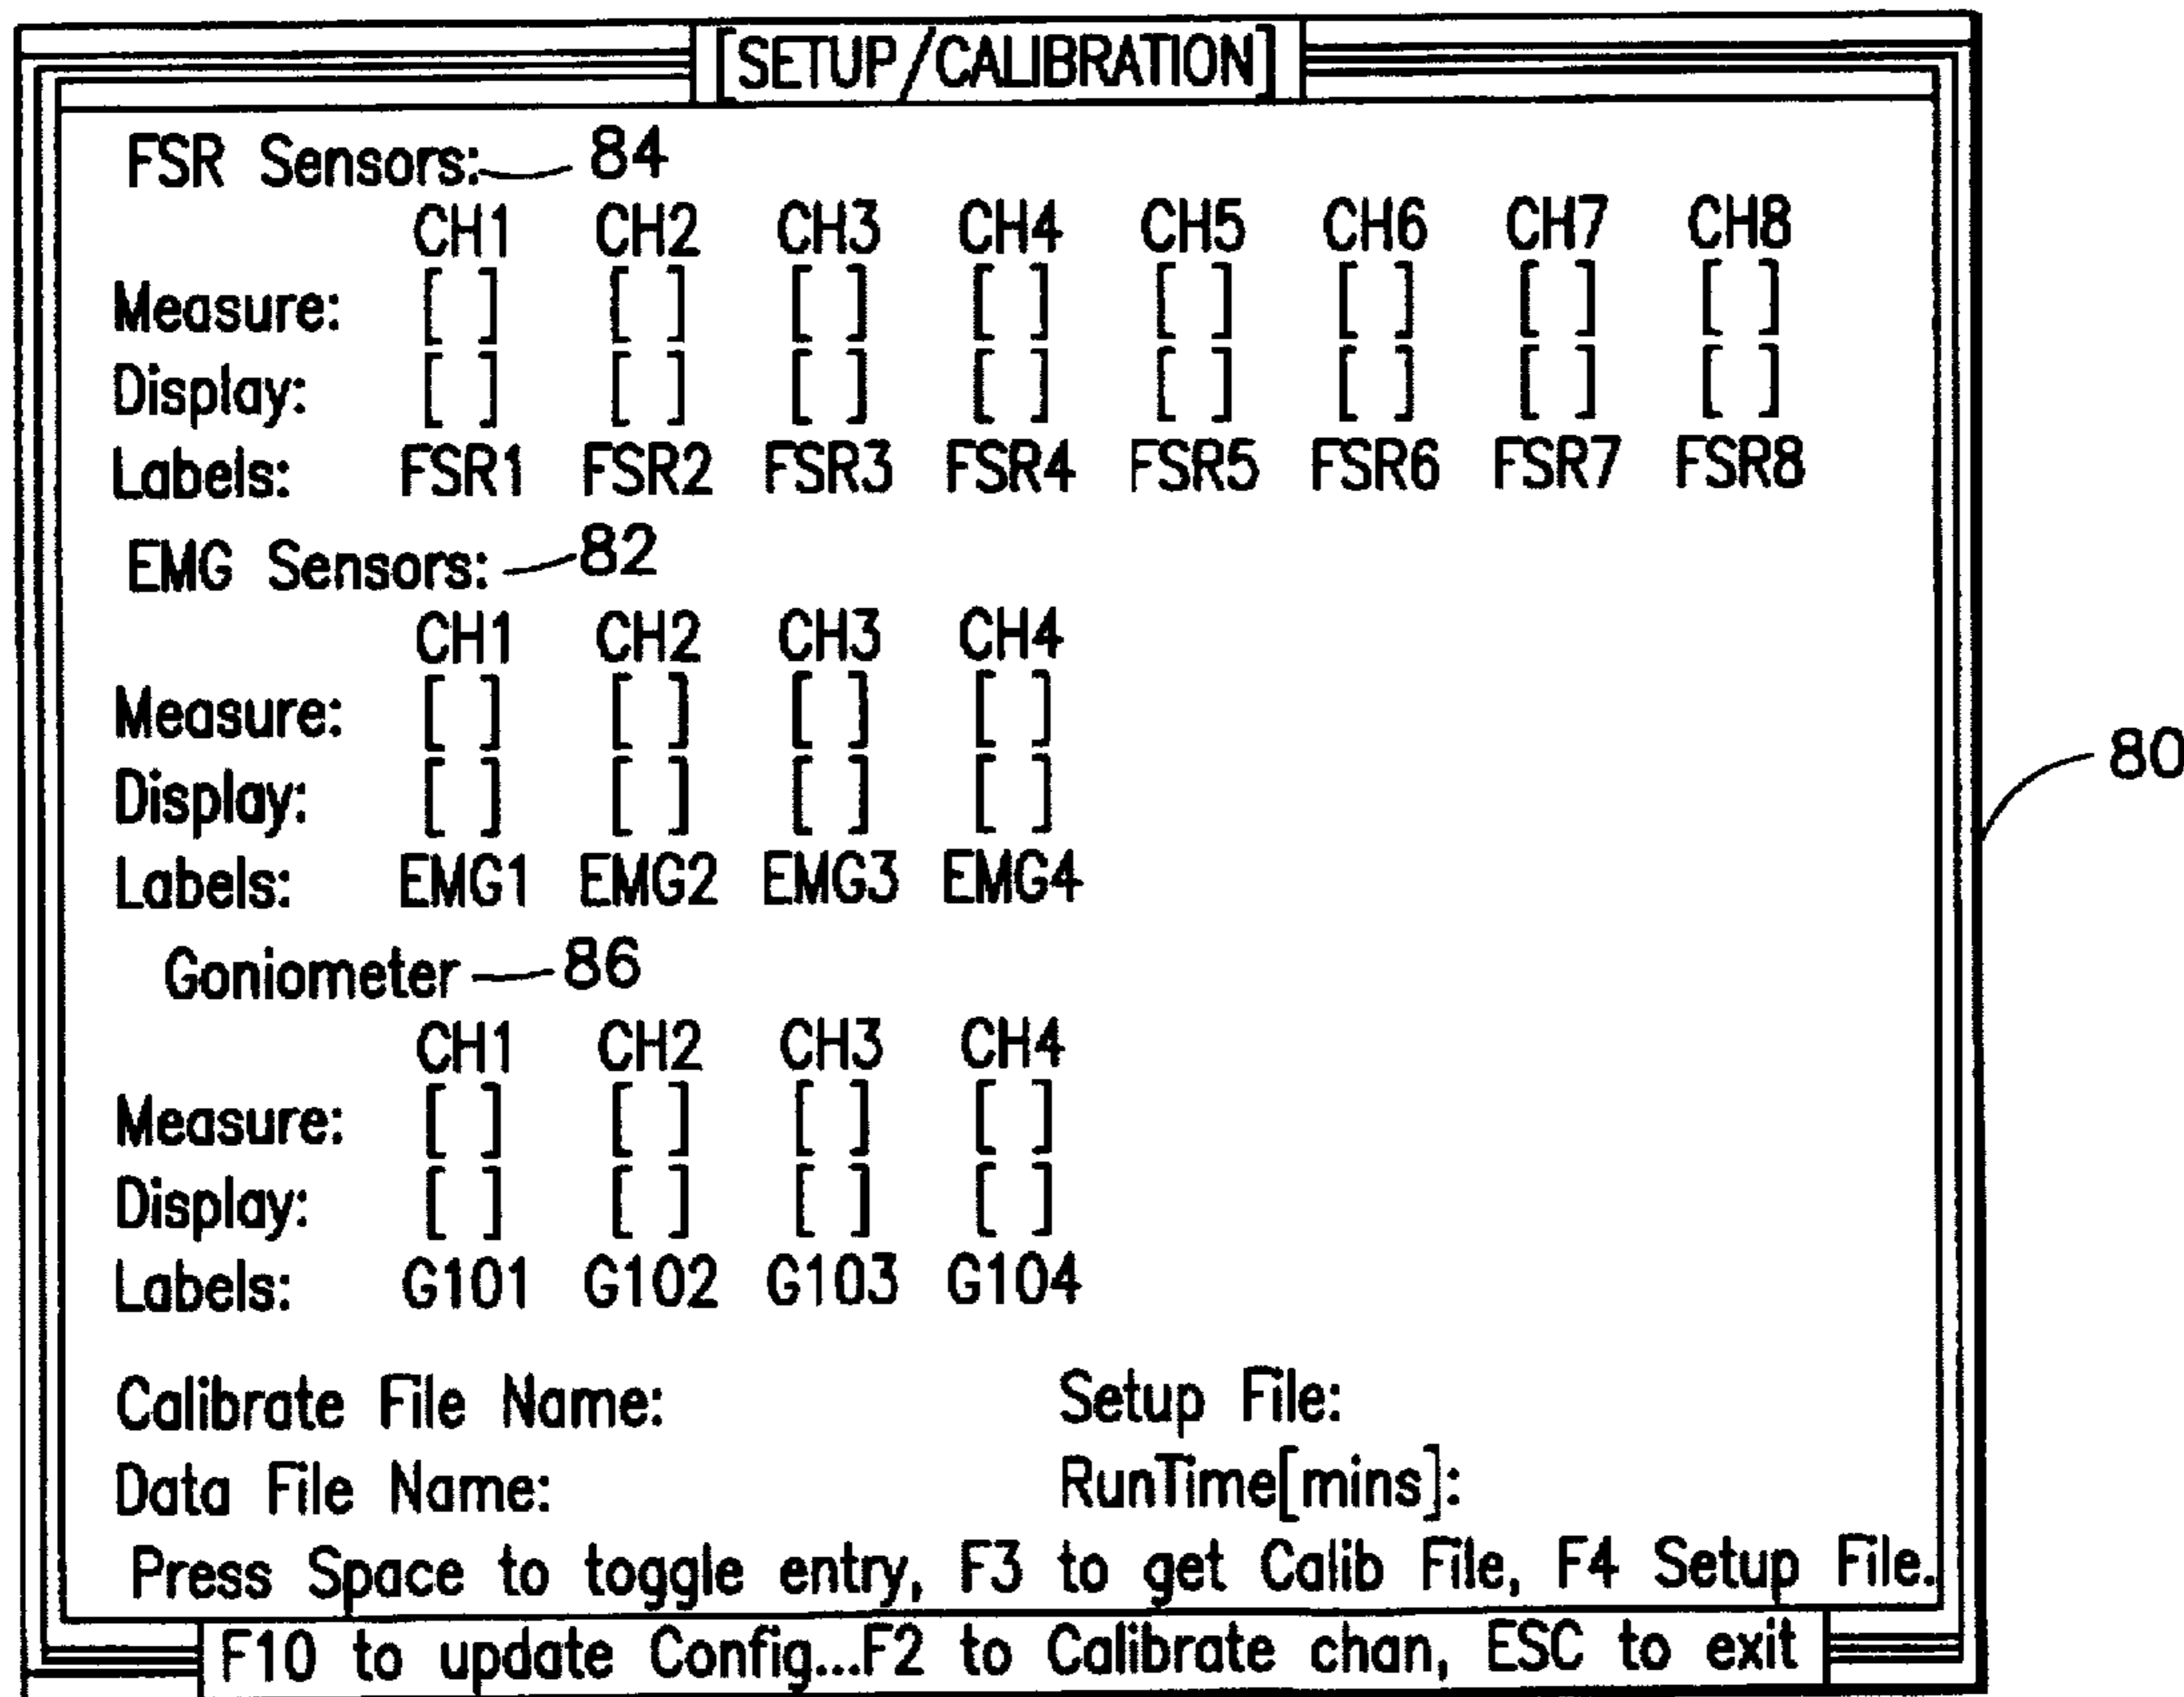 [SETUP/CALIBRATION]
FSR Sensors: 84
CH1 CH2 CH3 CH4 CH5 CH6 CH7 CH8
Measure: [ ] [ ] [ ] [ ] [ ] [ ] [ ] [ ]
Display: [ ] [ ] [ ] [ ] [ ] [ ] [ ] [ ]
Labels: FSR1 FSR2 FSR3 FSR4 FSR5 FSR6 FSR7 FSR8
EMG Sensors: 82
CH1 CH2 CH3 CH4
Measure: [ ] [ ] [ ] [ ]
80
Display: [ ] [ ] [ ] [ ]
Labels: EMG1 EMG2 EMG3 EMG4
Goniometer 86
CH1 CH2 CH3 CH4
Measure: [ ] [ ] [ ] [ ]
Display: [ ] [ ] [ ] [ ]
Labels: G101 G102 G103 G104
Calibrate File Name: Setup File:
Data File Name: RunTime[mins]:
Press Space to toggle entry, F3 to get Calib File, F4 Setup File.
F10 to update Config...F2 to Calibrate chan, ESC to exit